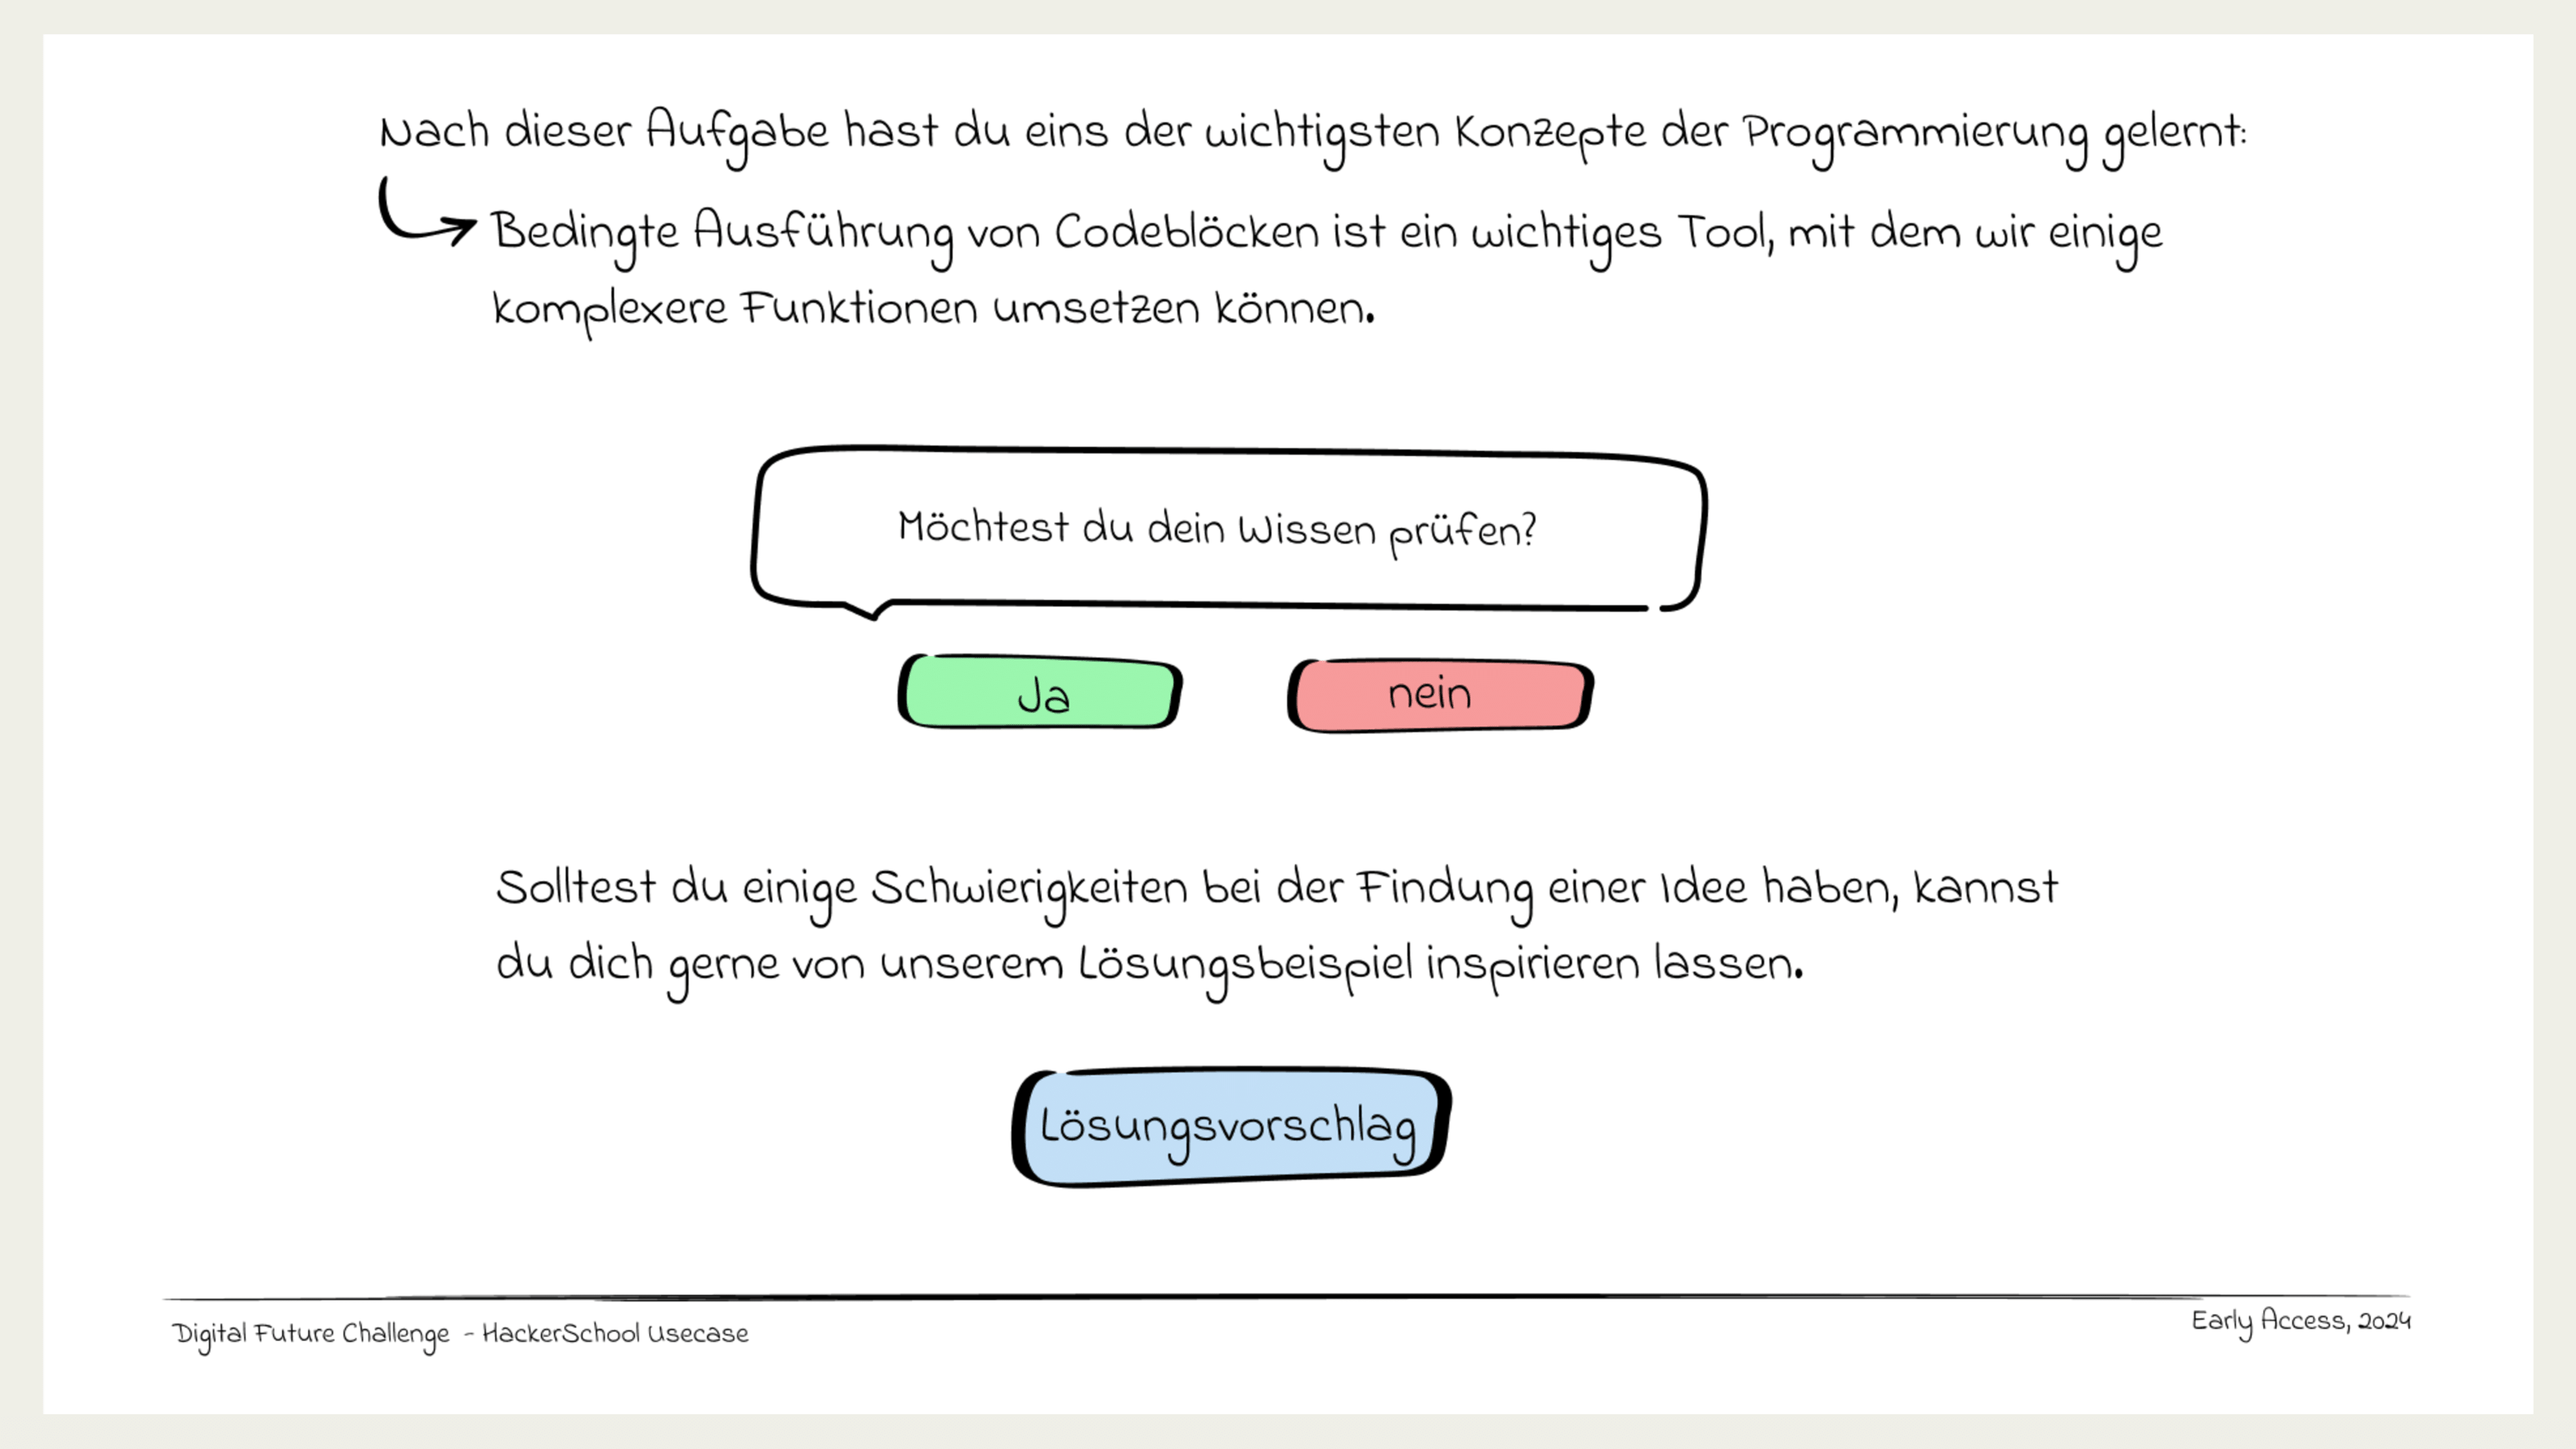 Nach dieser Aufgabe hast du eins der wichtigsten Konzepte der Programmierung gelernt:
Bedingte Ausführung von Codeblöcken ist ein wichtiges Tool, mit dem wir einige
komplexere Funktionen umsetzen können.
Möchtest du dein Wissen prüfen?
Ja
nein
Solltest du einige Schwierigkeiten bei der Findung einer Idee haben, kannst
du dich gerne von unserem Lösungsbeispiel inspirieren lassen.
Lösungsvorschlag
Digital Future Challenge - HackerSchool Usecase
Early Access, 2024